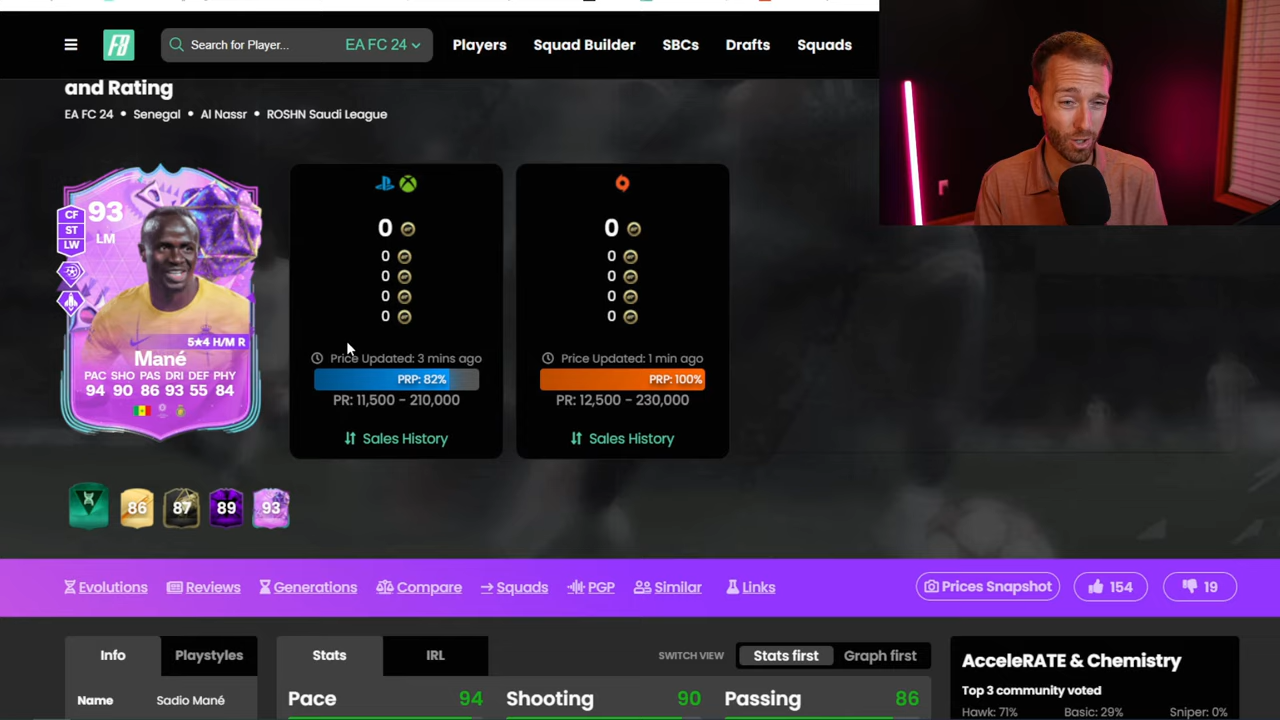 FB
Search for Player...
EA FC 24
Players
Squad Builder
SBCs
Drafts
Squads
and Rating
EA FC 24 • Senegal • Al Nassr • ROSHN Saudi League
93
LM
CF
ST
LW
5★4 H/M R
Mané
PAC SHO PAS DRI DEF PHY
94 90 86 93 55 84
0
0
0
0
0
Price Updated: 3 mins ago
PRP: 82%
PR: 11,500 - 210,000
Sales History
0
0
0
0
0
Price Updated: 1 min ago
PRP: 100%
PR: 12,500 - 230,000
Sales History
86
87
89
93
Evolutions
Reviews
Generations
Compare
Squads
PGP
Similar
Links
Prices Snapshot
154
19
Info
Playstyles
Stats
IRL
SWITCH VIEW
Stats first
Graph first
AcceleRATE & Chemistry
Top 3 community voted
Name
Sadio Mané
Pace 94
Shooting 90
Passing 86
Hawk: 71%
Basic: 29%
Sniper: 0%